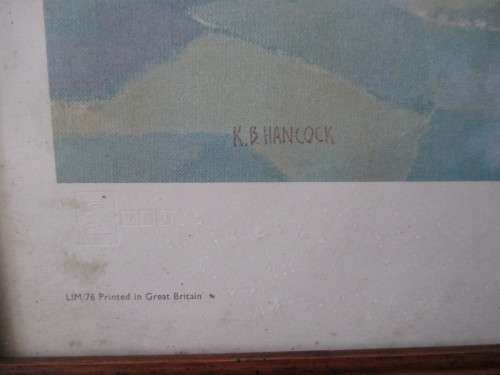 K.B.HANCOCK
LIM/76 Printed in Great Britain